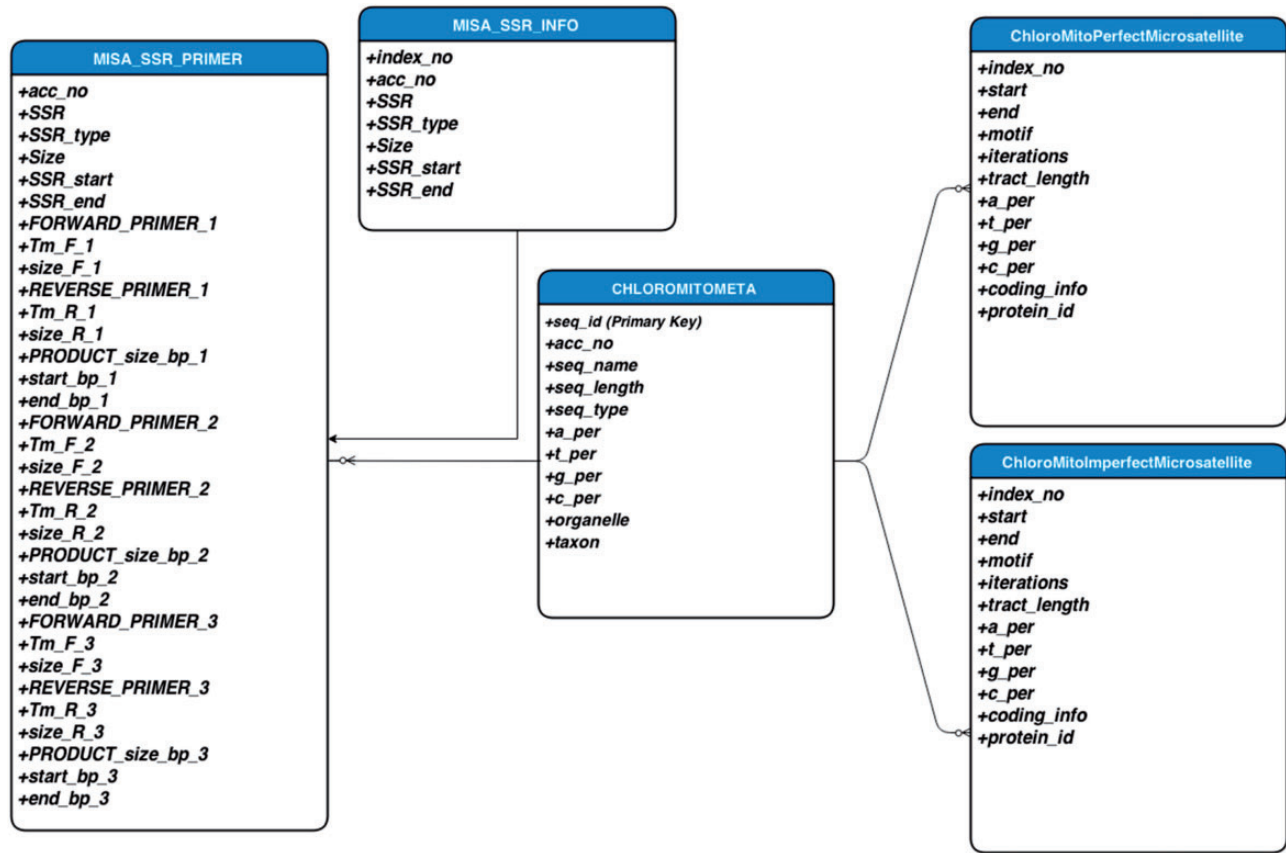 MISA_SSR_PRIMER
+acc_no
+SSR
+SSR_type
+Size
+SSR_start
+SSR_end
+FORWARD_PRIMER_1
+Tm_F_1
+size_F_1
+REVERSE_PRIMER_1
+Tm_R_1
+size_R_1
+PRODUCT_size_bp_1
+start_bp_1
+end_bp_1
+FORWARD_PRIMER_2
+Tm_F_2
+size_F_2
+REVERSE_PRIMER_2
+Tm_R_2
+size_R_2
+PRODUCT_size_bp_2
+start_bp_2
+end_bp_2
+FORWARD_PRIMER_3
+Tm_F_3
+size_F_3
+REVERSE_PRIMER_3
+Tm_R_3
+size_R_3
+PRODUCT_size_bp_3
+start_bp_3
+end_bp_3
MISA_SSR_INFO
+index_no
+acc_no
+SSR
+SSR_type
+Size
+SSR_start
+SSR_end
CHLOROMITOMETA
+seq_id (Primary Key)
+acc_no
+seq_name
+seq_length
+seq_type
+a_per
+t_per
+g_per
+c_per
+organelle
+taxon
ChloroMitoPerfectMicrosatellite
+index_no
+start
+end
+motif
+iterations
+tract_length
+a_per
+t_per
+g_per
+c_per
+coding_info
+protein_id
ChloroMitoImperfectMicrosatellite
+index_no
+start
+end
+motif
+iterations
+tract_length
+a_per
+t_per
+g_per
+c_per
+coding_info
+protein_id